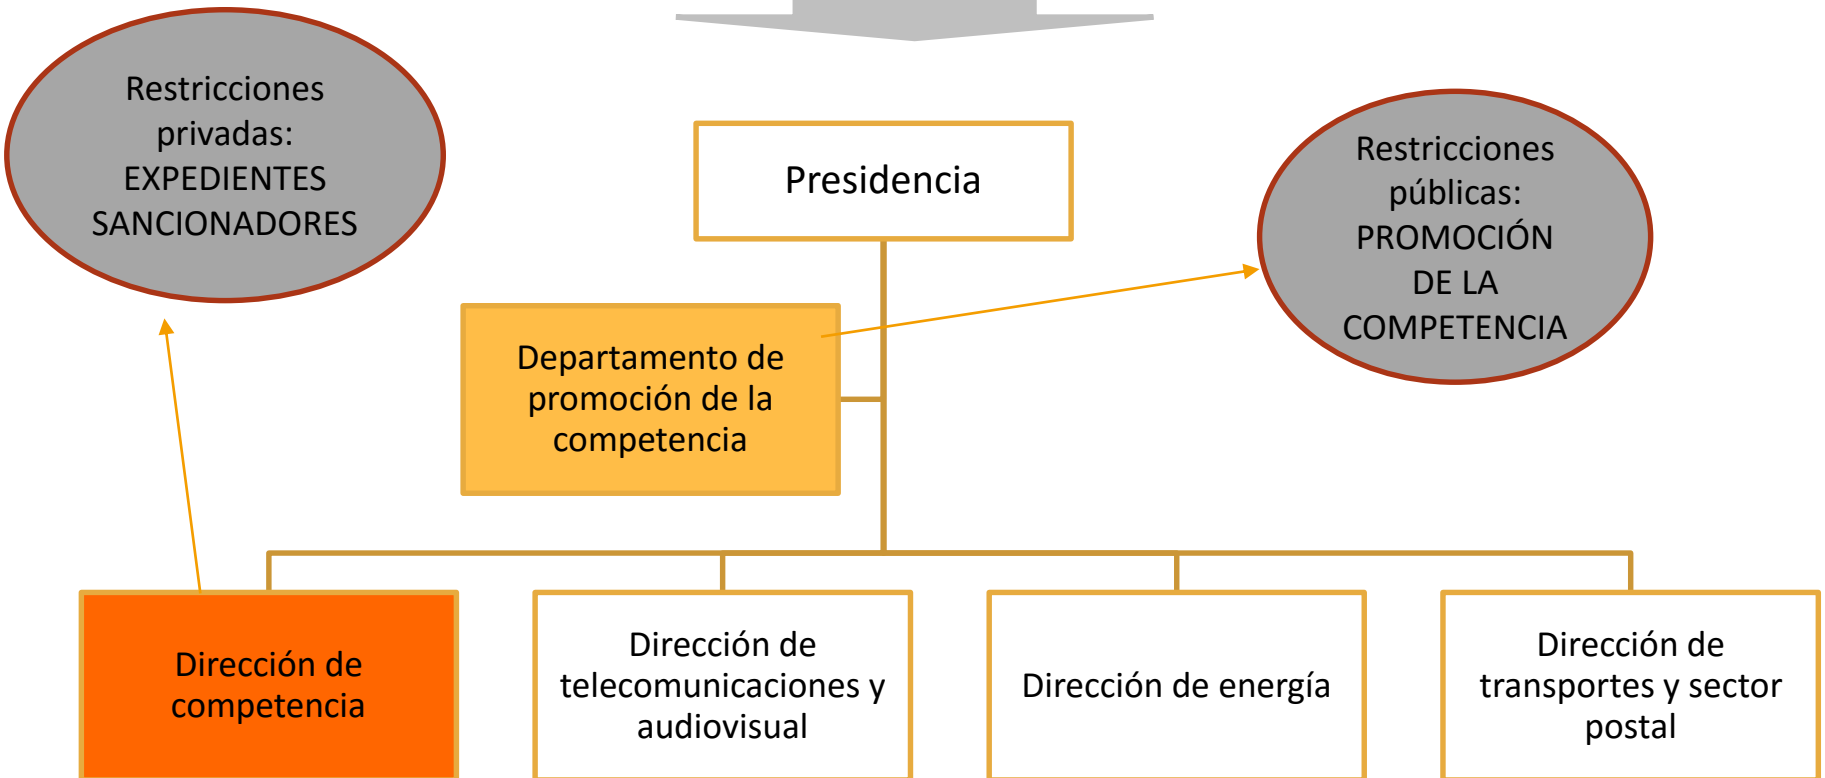 Restricciones
privadas:
EXPEDIENTES
SANCIONADORES
Presidencia
Restricciones
públicas:
PROMOCIÓN
DE LA
COMPETENCIA
Departamento de
promoción de la
competencia
Dirección de
competencia
Dirección de
telecomunicaciones y
audiovisual
Dirección de energía
Dirección de
transportes y sector
postal